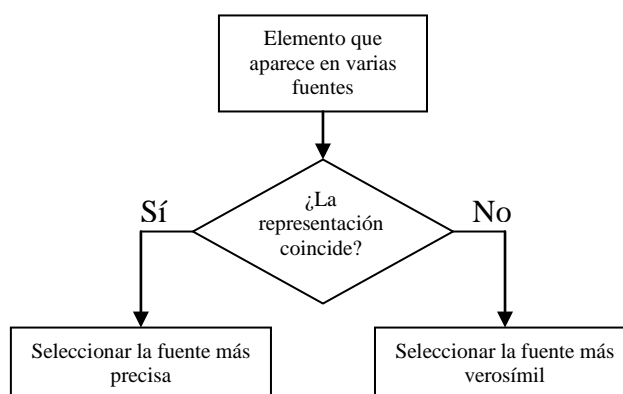 Elemento que
aparece en varias
fuentes
¿La
representación
coincide?
Sí
No
Seleccionar la fuente más
precisa
Seleccionar la fuente más
verosímil